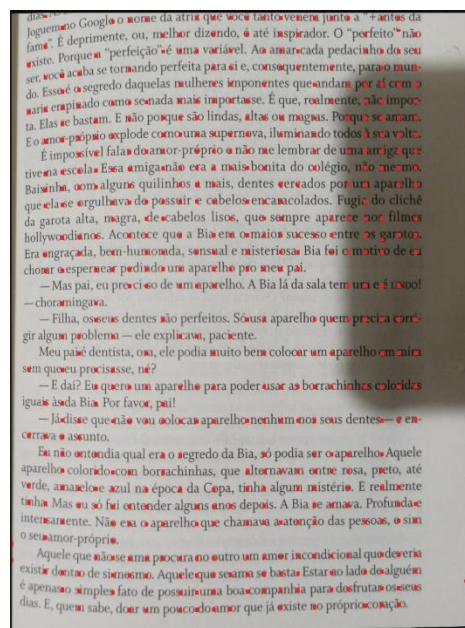 Joguem no Google o nome da atriz que você tanto venera junto a "+antes da
fama". É deprimente, ou, melhor dizendo, é até inspirador. O "perfeito" não
existe. Porque a "perfeição" é uma variável. Ao amar cada pedacinho do seu
ser, você acaba se tornando perfeita para si e, consequentemente, para o mun-
do. Esse é o segredo daquelas mulheres imponentes que andam por aí com o
nariz empinado como se nada mais importasse. É que, realmente, não impor-
ta. Elas se bastam. E não porque são lindas, altas ou magras. Porque se amam.
E o amor-próprio explode como uma supernova, iluminando todos à sua volta.
É impossível falar do amor-próprio e não me lembrar de uma amiga que
tive na escola. Essa amiga não era a mais bonita do colégio, não mesmo.
Baixinha, com alguns quilinhos a mais, dentes cercados por um aparelho
que ela se orgulhava de possuir e cabelos encaracolados. Fugia do clichê
da garota alta, magra, de cabelos lisos, que sempre aparece nos filmes
hollywoodianos. Acontece que a Bia era o maior sucesso entre os garotos.
Era engraçada, bem-humorada, sensual e misteriosa. Bia foi o motivo de eu
chorar e espernear pedindo um aparelho pro meu pai.
— Mas pai, eu preciso de um aparelho. A Bia lá da sala tem um e é uooo!
— choramingava.
— Filha, os seus dentes são perfeitos. Só usa aparelho quem precisa corri-
gir algum problema — ele explicava, paciente.
Meu pai é dentista, ora, ele podia muito bem colocar um aparelho em mim
sem que eu precisasse, né?
— E daí? Eu quero um aparelho para poder usar as borrachinhas coloridas
iguais às da Bia. Por favor, pai!
— Já disse que não vou colocar aparelho nenhum nos seus dentes — e en-
cerrava o assunto.
Eu não entendia qual era o segredo da Bia, só podia ser o aparelho. Aquele
aparelho colorido com borrachinhas, que alternavam entre rosa, preto, até
verde, amarelo e azul na época da Copa, tinha algum mistério. E realmente
tinha. Mas eu só fui entender alguns anos depois. A Bia se amava. Profunda e
intensamente. Não era o aparelho que chamava a atenção das pessoas, e sim
o seu amor-próprio.
Aquele que não se ama procura no outro um amor incondicional que deveria
existir dentro de si mesmo. Aquele que se ama se basta. Estar ao lado de alguém
é apenas o simples fato de possuir uma boa companhia para desfrutar os seus
dias. E, quem sabe, doar um pouco do amor que já existe no próprio coração.